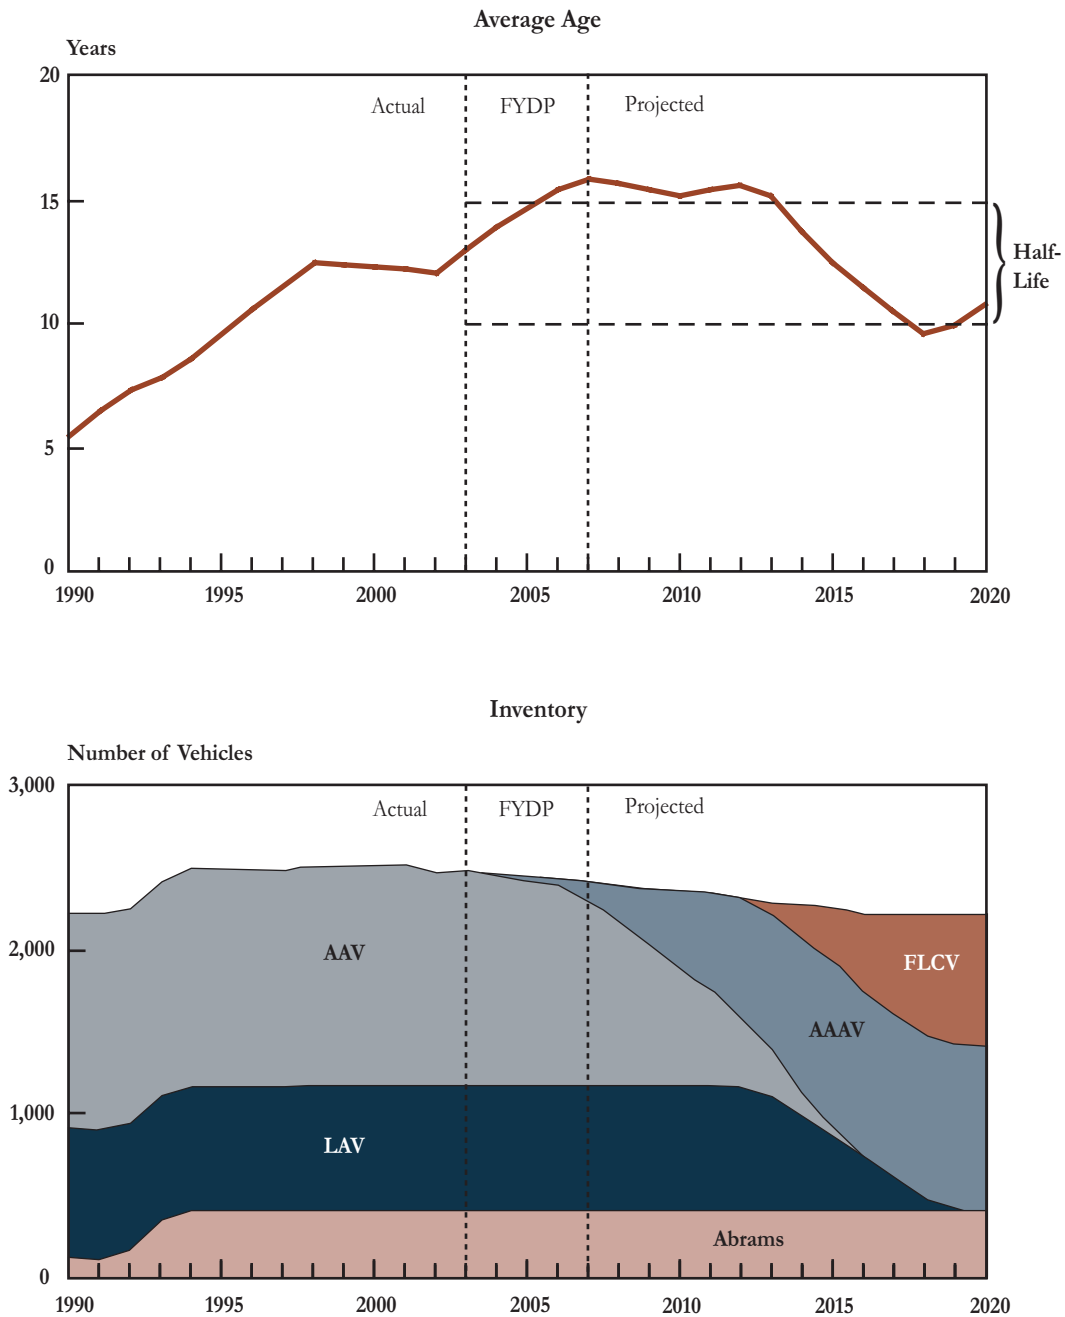 Average Age
Years
20
Actual
FYDP
Projected
15
Half-
Life
10
5
0
1990
1995
2000
2005
2010
2015
2020
Inventory
Number of Vehicles
3,000
Actual
FYDP
Projected
2,000
AAV
FLCV
AAAV
1,000
LAV
Abrams
0
1990
1995
2000
2005
2010
2015
2020